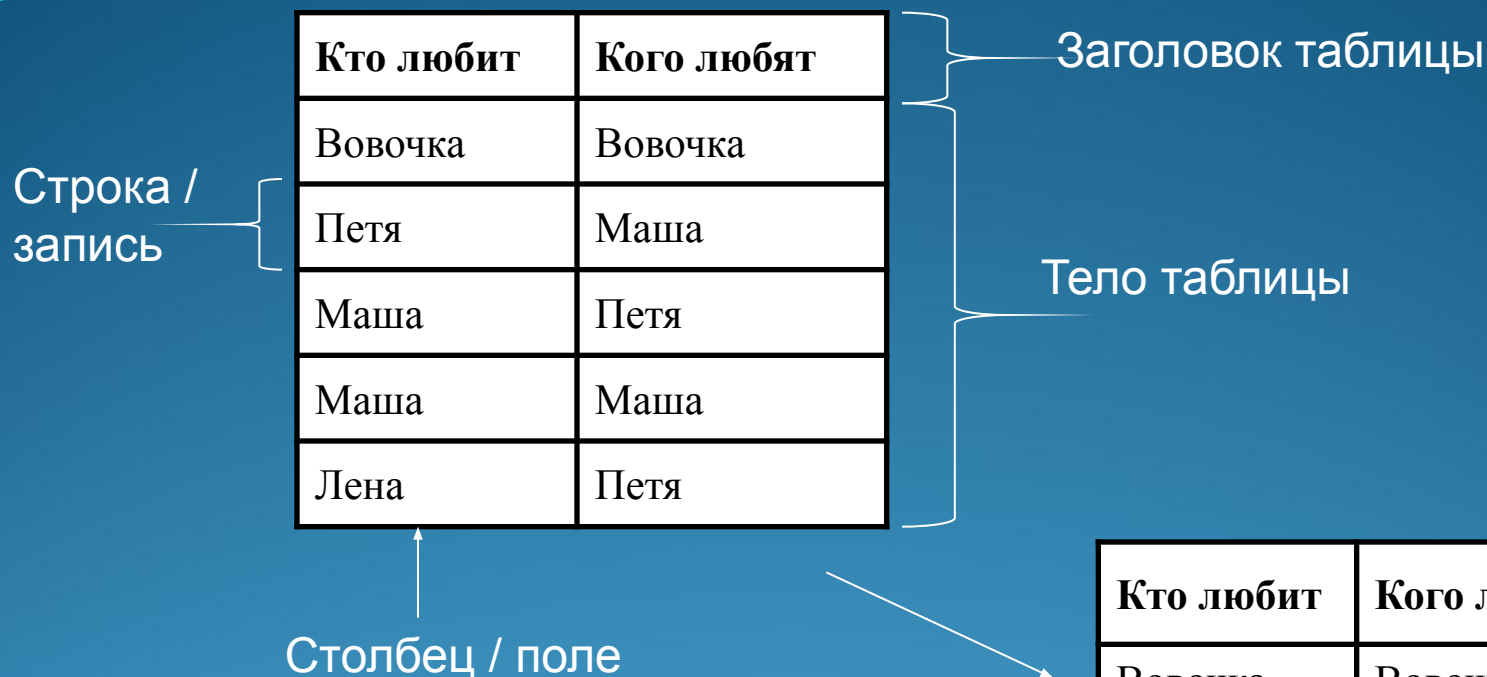 Кто любит Кого любят
Заголовок таблицы
Вовочка Вовочка
Строка /
запись
Петя Маша
Тело таблицы
Маша Петя
Маша Маша
Лена Петя
Столбец / поле
Кто любит Кого